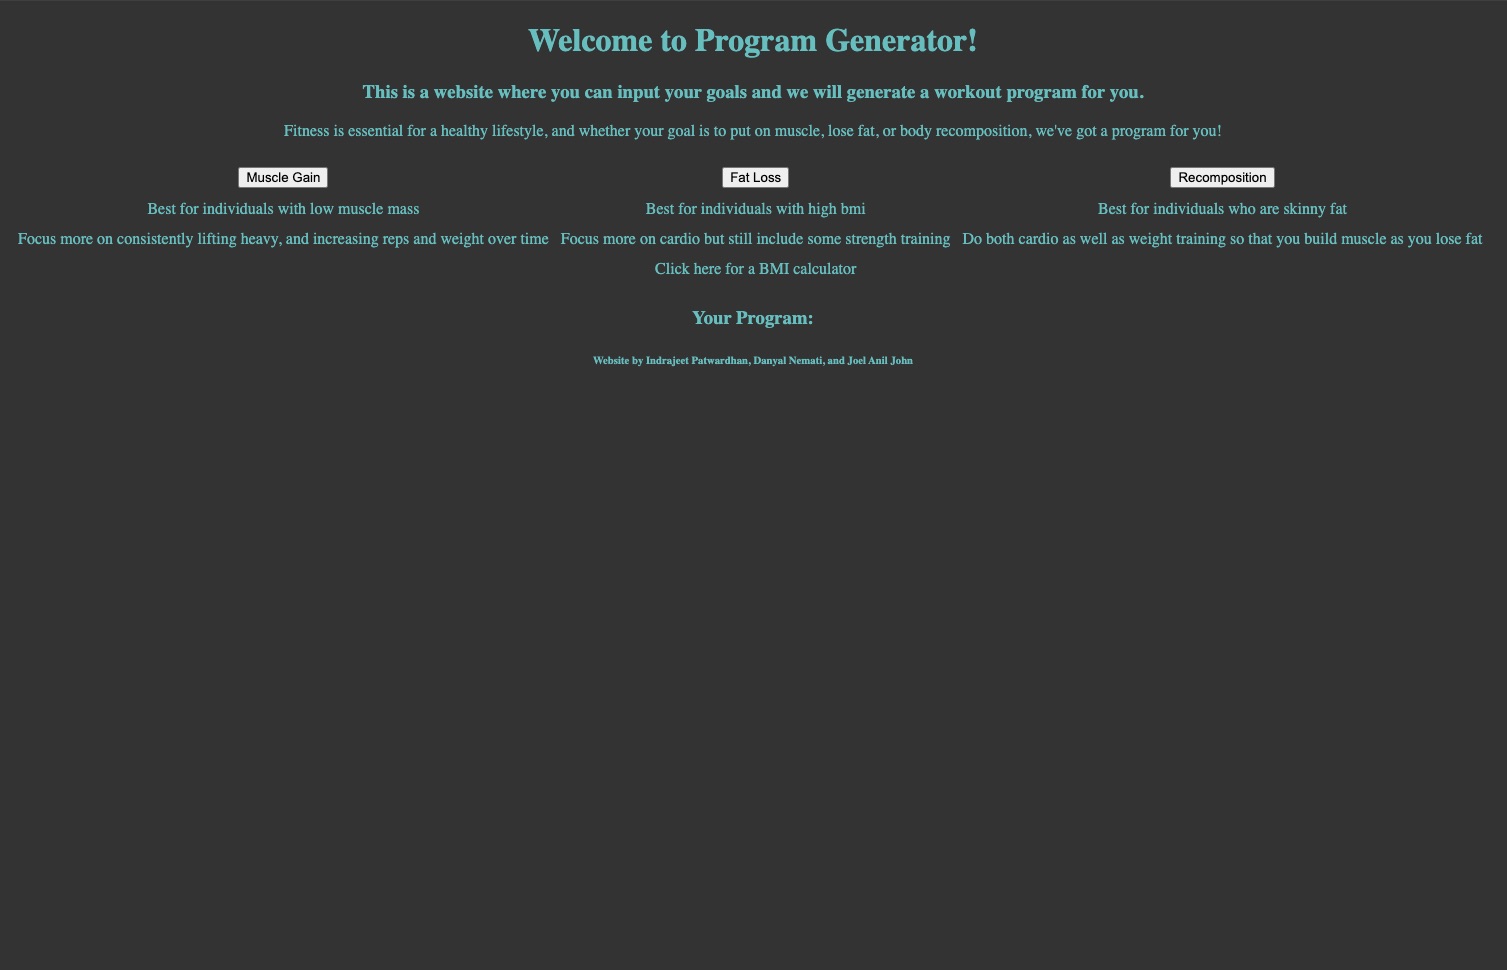 Welcome to Program Generator!
This is a website where you can input your goals and we will generate a workout program for you.
Fitness is essential for a healthy lifestyle, and whether your goal is to put on muscle, lose fat, or body recomposition, we've got a program for you!
Muscle Gain
Best for individuals with low muscle mass
Focus more on consistently lifting heavy, and increasing reps and weight over time
Fat Loss
Best for individuals with high bmi
Focus more on cardio but still include some strength training
Click here for a BMI calculator
Recomposition
Best for individuals who are skinny fat
Do both cardio as well as weight training so that you build muscle as you lose fat
Your Program:
Website by Indrajeet Patwardhan, Danyal Nemati, and Joel Anil John